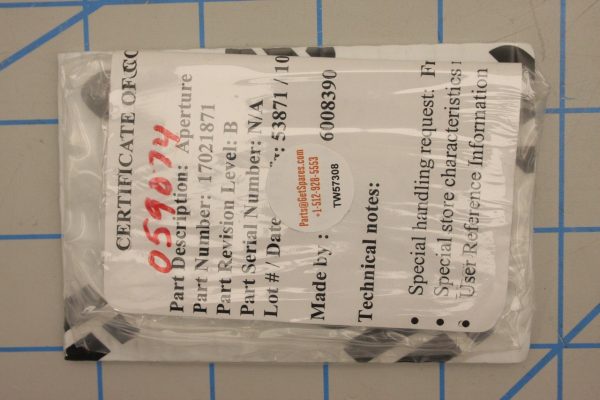 CERTIFICATE OF CO
059074
Part Description: Aperture
Part Number: 17021871
Part Revision Level: B
Part Serial Number: N/A
Lot # / Date : 53871 / 10
Made by : 6008390
Technical notes:
• Special handling request: Fr
• Special store characteristics
• User Reference Information
Parts@GetSpares.com
+1-512-928-5553
TW57308